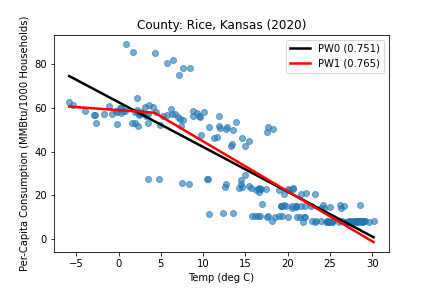 County: Rice, Kansas (2020)
Per-Capita Consumption (MMBtu/1000 Households)
80
60
40
20
0
PW0 (0.751)
PW1 (0.765)
−5 0 5 10 15 20 25 30
Temp (deg C)